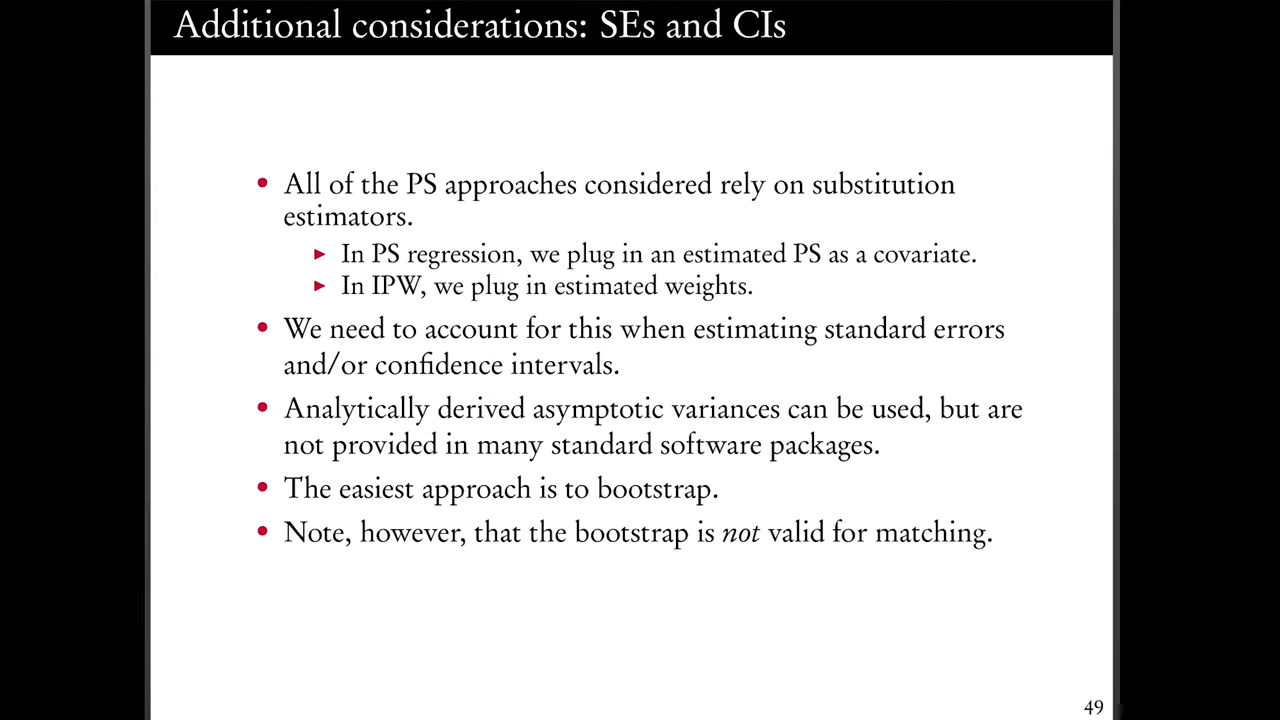 Additional considerations: SEs and CIs
• All of the PS approaches considered rely on substitution
estimators.
▶ In PS regression, we plug in an estimated PS as a covariate.
▶ In IPW, we plug in estimated weights.
• We need to account for this when estimating standard errors
and/or confidence intervals.
• Analytically derived asymptotic variances can be used, but are
not provided in many standard software packages.
• The easiest approach is to bootstrap.
• Note, however, that the bootstrap is not valid for matching.
49